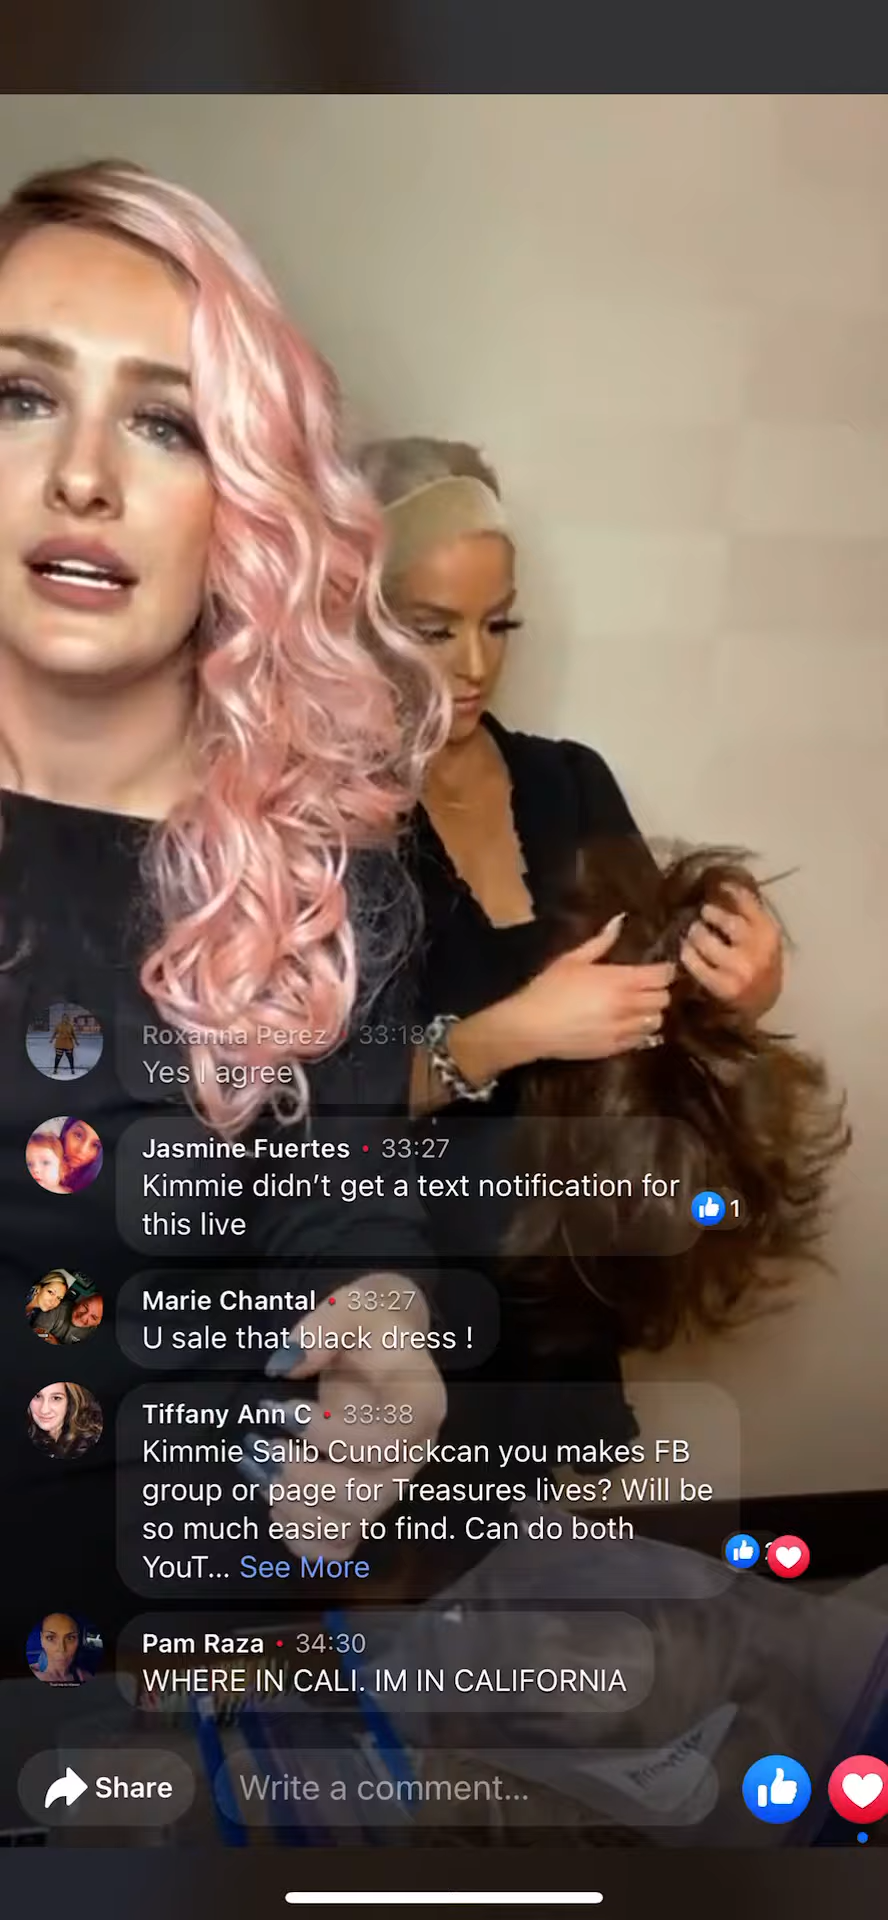 Roxanna Perez • 33:18
Yes I agree
Jasmine Fuertes • 33:27
Kimmie didn't get a text notification for
this live
1
Marie Chantal • 33:27
U sale that black dress !
Tiffany Ann C • 33:38
Kimmie Salib Cundickcan you makes FB
group or page for Treasures lives? Will be
so much easier to find. Can do both
YouT... See More
Pam Raza • 34:30
WHERE IN CALI. IM IN CALIFORNIA
Share
Write a comment...